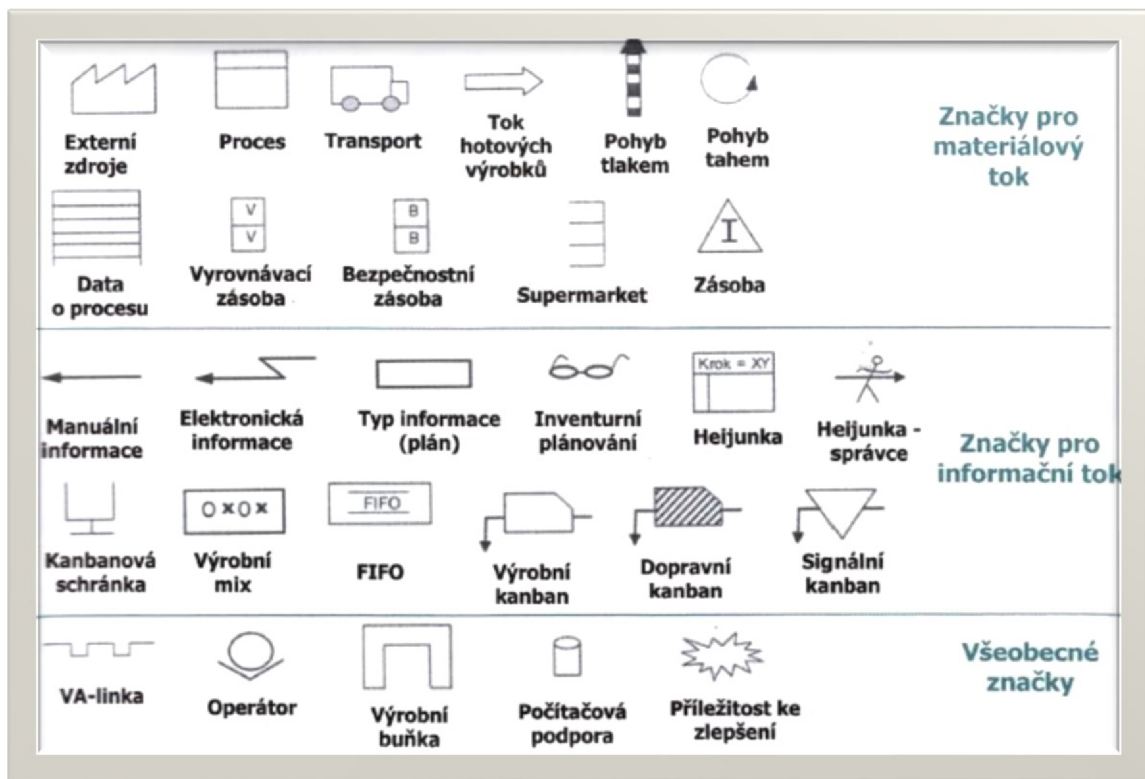 Externí
zdroje
Proces
Transport
Tok
hotových
výrobků
Pohyb
tlakem
Pohyb
tahem
Značky pro
materiálový
tok
V
V
B
B
I
Data
o procesu
Vyrovnávací
zásoba
Bezpečnostní
zásoba
Supermarket
Zásoba
Krok = XY
Manuální
informace
Elektronická
informace
Typ informace
(plán)
Inventurní
plánování
Heijunka
Heijunka -
správce
Značky pro
informační tok
O×O×
FIFO
Kanbanová
schránka
Výrobní
mix
FIFO
Výrobní
kanban
Dopravní
kanban
Signální
kanban
VA-linka
Operátor
Výrobní
buňka
Počítačová
podpora
Příležitost ke
zlepšení
Všeobecné
značky